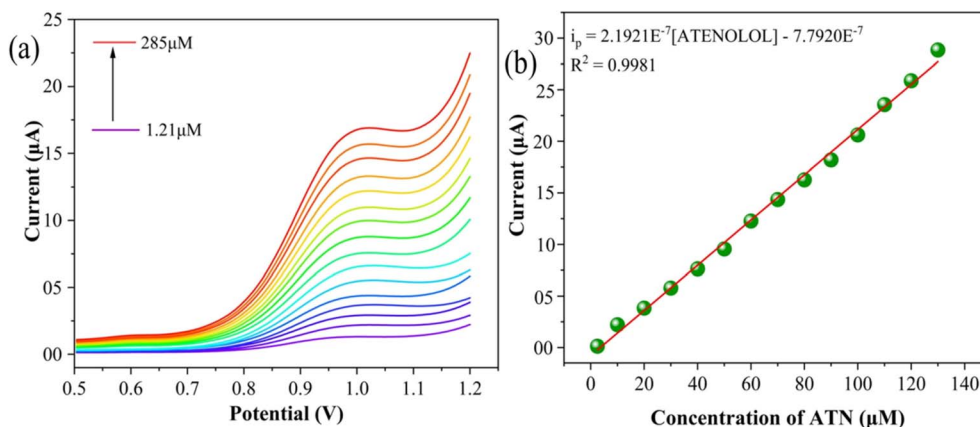 (a)
285μM
1.21μM
25
20
15
10
05
00
0.5 0.6 0.7 0.8 0.9 1.0 1.1 1.2
Current (μA)
Potential (V)
(b)
iₚ = 2.1921E⁻⁷[ATENOLOL] - 7.7920E⁻⁷
R² = 0.9981
30
25
20
15
10
05
00
0 20 40 60 80 100 120 140
Current (μA)
Concentration of ATN (μM)